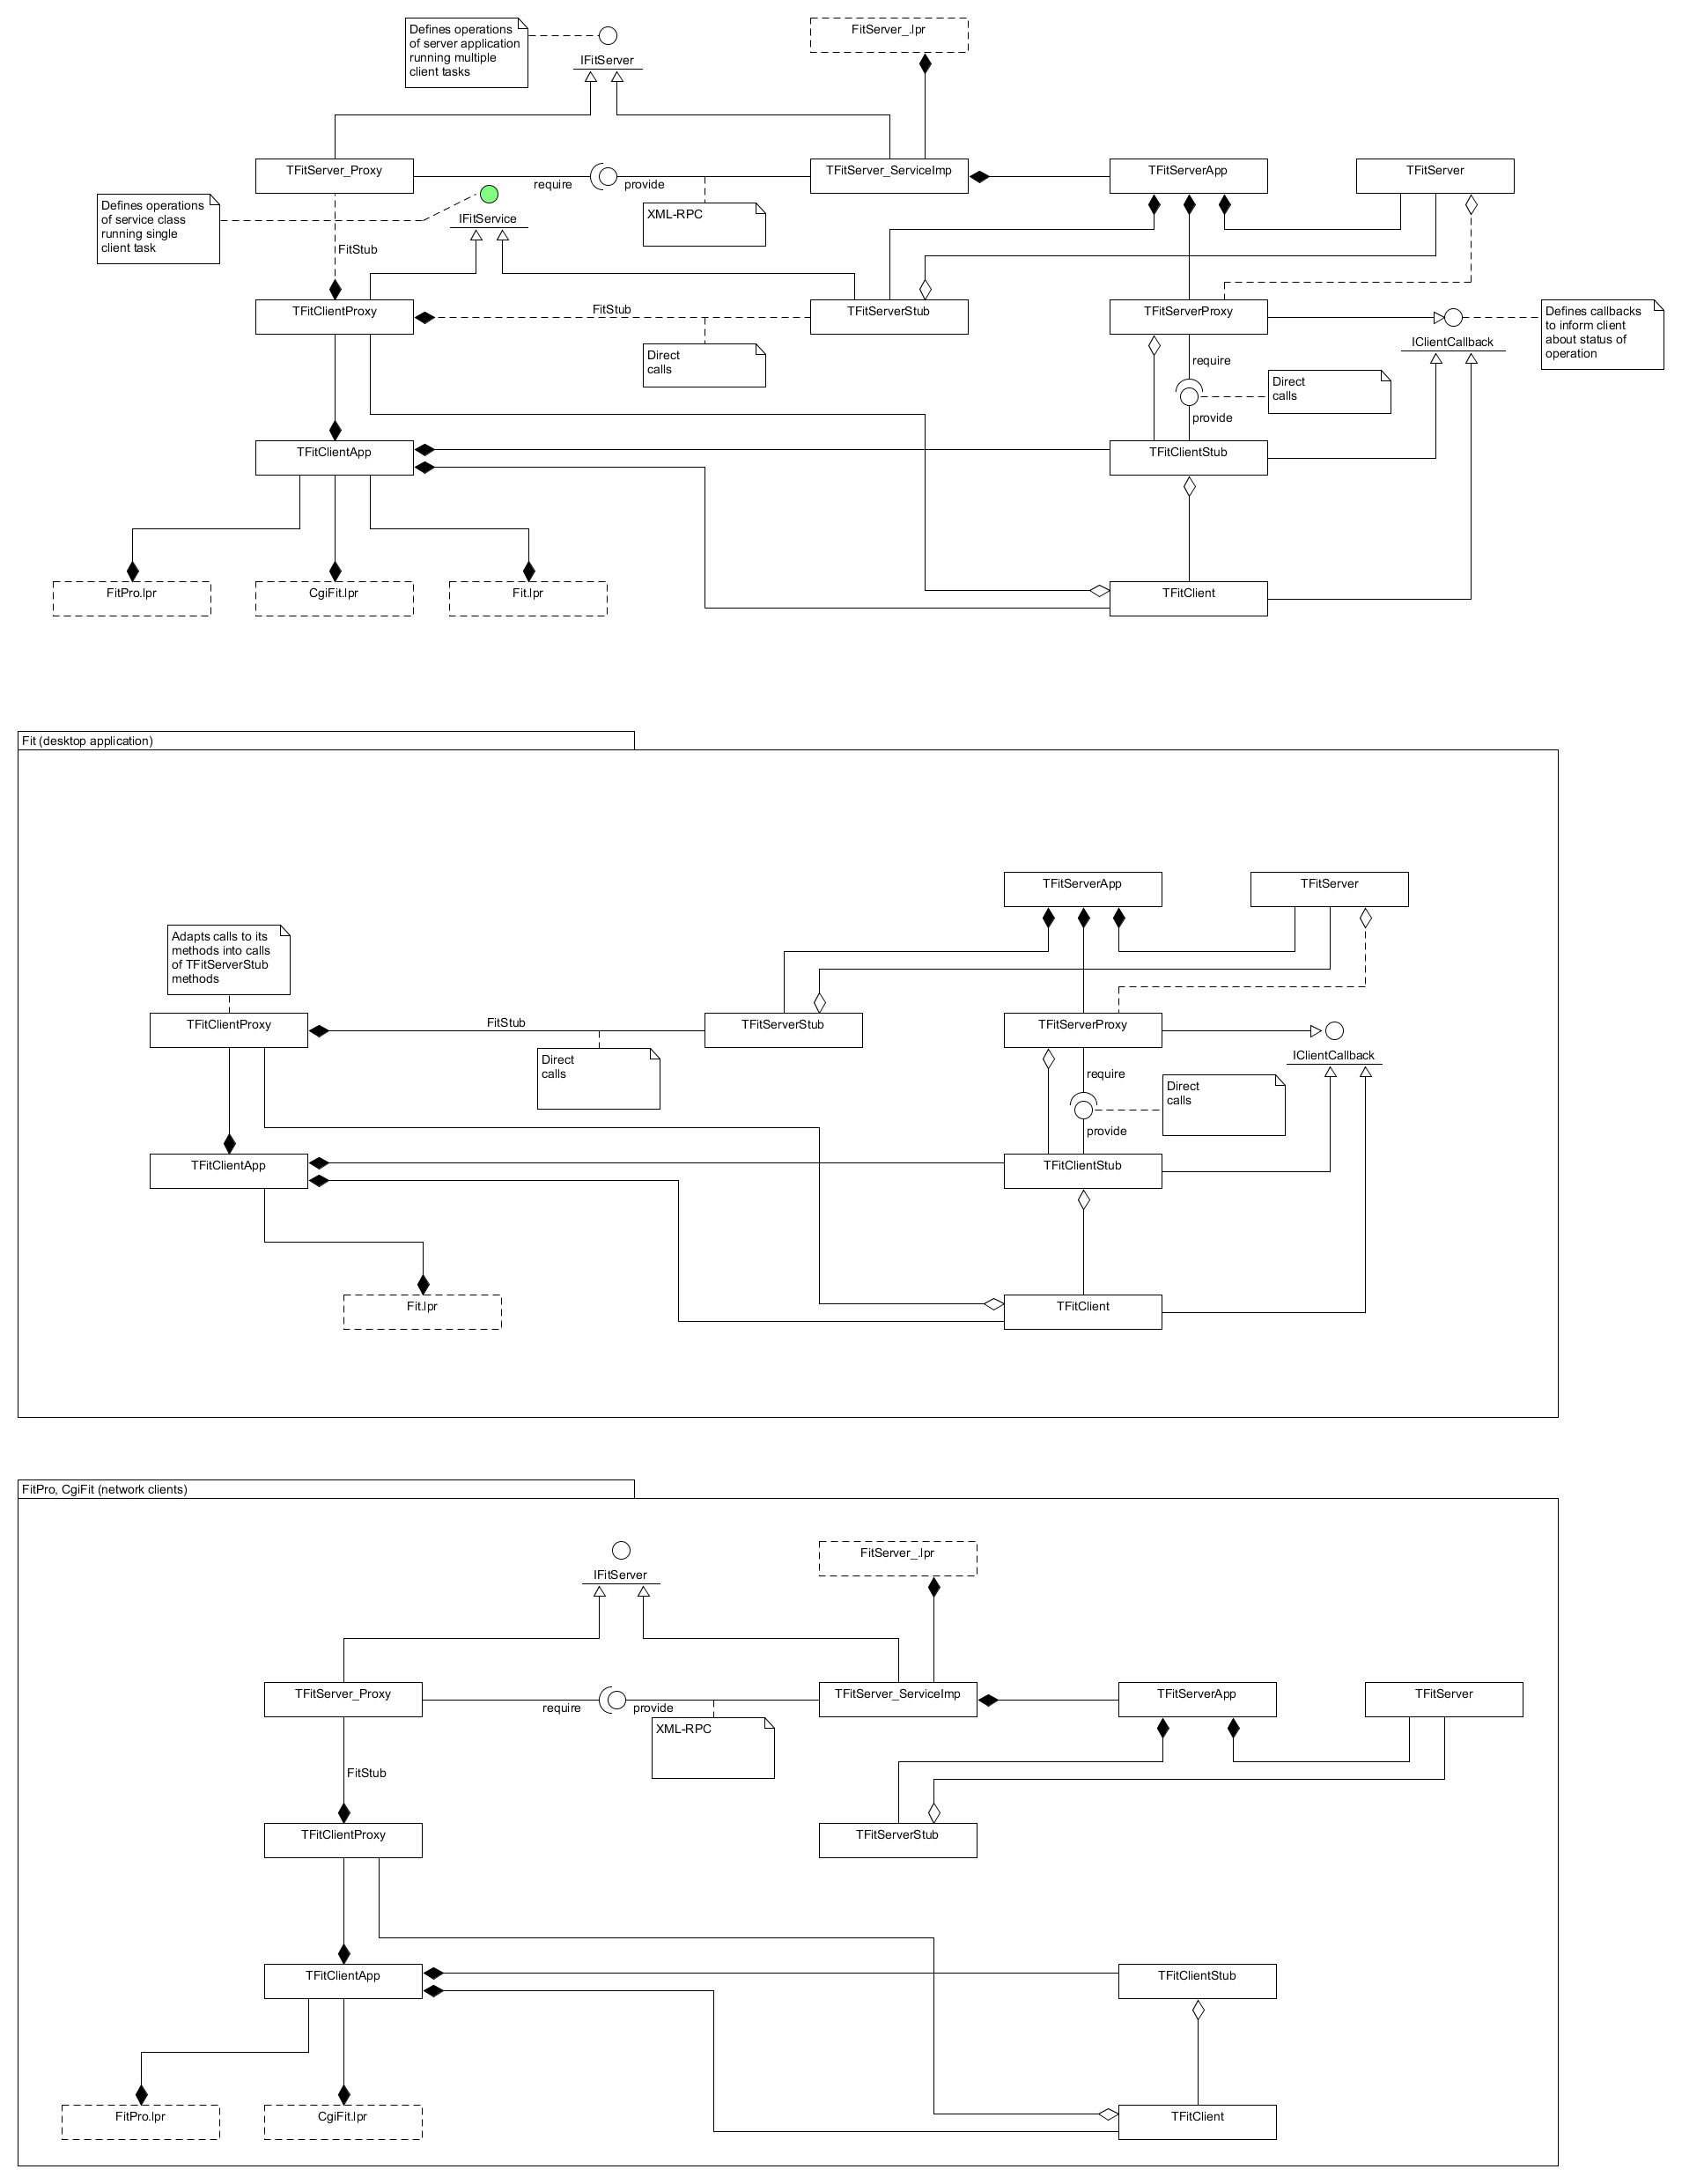 Defines operations
of server application
running multiple
client tasks
IFitServer
FitServer_.lpr
TFitServer_Proxy
require
provide
TFitServer_ServiceImp
TFitServerApp
TFitServer
Defines operations
of service class
running single
client task
IFitService
XML-RPC
FitStub
TFitClientProxy
FitStub
TFitServerStub
TFitServerProxy
Defines callbacks
to inform client
about status of
operation
IClientCallback
Direct
calls
require
Direct
calls
provide
TFitClientApp
TFitClientStub
FitPro.lpr
CgiFit.lpr
Fit.lpr
TFitClient
Fit (desktop application)
TFitServerApp
TFitServer
Adapts calls to its
methods into calls
of TFitServerStub
methods
TFitClientProxy
FitStub
TFitServerStub
TFitServerProxy
IClientCallback
Direct
calls
require
Direct
calls
provide
TFitClientApp
TFitClientStub
Fit.lpr
TFitClient
FitPro, CgiFit (network clients)
IFitServer
FitServer_.lpr
TFitServer_Proxy
require
provide
TFitServer_ServiceImp
TFitServerApp
TFitServer
XML-RPC
FitStub
TFitClientProxy
TFitServerStub
TFitClientApp
TFitClientStub
FitPro.lpr
CgiFit.lpr
TFitClient